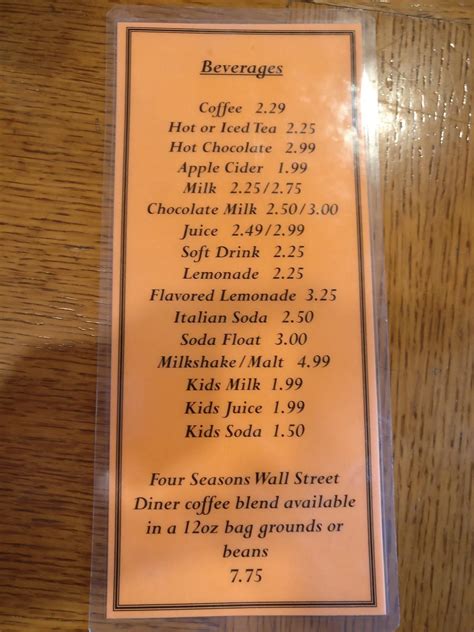 Beverages
Coffee 2.29
Hot or Iced Tea 2.25
Hot Chocolate 2.99
Apple Cider 1.99
Milk 2.25/2.75
Chocolate Milk 2.50/3.00
Juice 2.49/2.99
Soft Drink 2.25
Lemonade 2.25
Flavored Lemonade 3.25
Italian Soda 2.50
Soda Float 3.00
Milkshake/Malt 4.99
Kids Milk 1.99
Kids Juice 1.99
Kids Soda 1.50
Four Seasons Wall Street
Diner coffee blend available
in a 12oz bag grounds or
beans
7.75